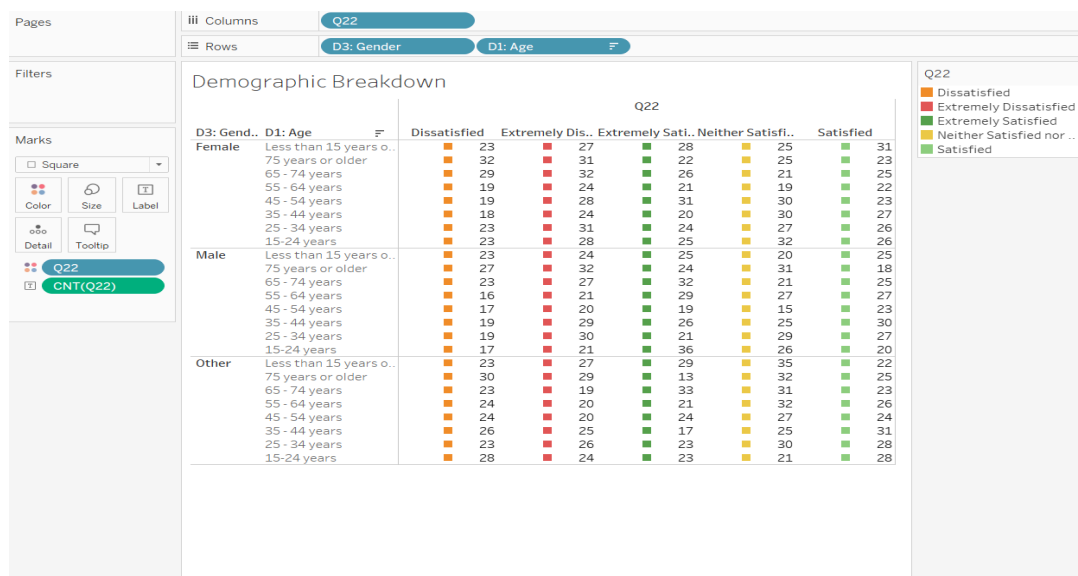 Pages
iii Columns Q22
Rows D3: Gender D1: Age
Filters
Marks
Square
Color Size Label
Detail Tooltip
Q22
CNT(Q22)
Demographic Breakdown
Q22
D3: Gend.. D1: Age Dissatisfied Extremely Dis.. Extremely Sati.. Neither Satisfi.. Satisfied
Female Less than 15 years o.. 23 27 28 25 31
75 years or older 32 31 22 25 23
65 - 74 years 29 32 26 21 25
55 - 64 years 19 24 21 19 22
45 - 54 years 19 28 31 30 23
35 - 44 years 18 24 20 30 27
25 - 34 years 23 31 24 27 26
15-24 years 23 28 25 32 26
Male Less than 15 years o.. 23 24 25 20 25
75 years or older 27 32 24 31 18
65 - 74 years 23 27 32 21 25
55 - 64 years 16 21 29 27 27
45 - 54 years 17 20 19 15 23
35 - 44 years 19 29 26 25 30
25 - 34 years 19 30 21 29 27
15-24 years 17 21 36 26 20
Other Less than 15 years o.. 23 27 29 35 22
75 years or older 30 29 13 32 25
65 - 74 years 23 19 33 31 23
55 - 64 years 24 20 21 32 26
45 - 54 years 24 20 24 27 24
35 - 44 years 26 25 17 25 31
25 - 34 years 23 26 23 30 28
15-24 years 28 24 23 21 28
Q22
Dissatisfied
Extremely Dissatisfied
Extremely Satisfied
Neither Satisfied nor ..
Satisfied